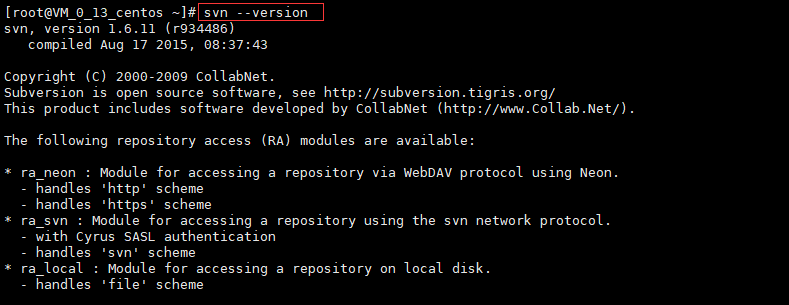 [root@VM_0_13_centos ~]# svn --version
svn, version 1.6.11 (r934486)
   compiled Aug 17 2015, 08:37:43

Copyright (C) 2000-2009 CollabNet.
Subversion is open source software, see http://subversion.tigris.org/
This product includes software developed by CollabNet (http://www.Collab.Net/).

The following repository access (RA) modules are available:

* ra_neon : Module for accessing a repository via WebDAV protocol using Neon.
  - handles 'http' scheme
  - handles 'https' scheme
* ra_svn : Module for accessing a repository using the svn network protocol.
  - with Cyrus SASL authentication
  - handles 'svn' scheme
* ra_local : Module for accessing a repository on local disk.
  - handles 'file' scheme